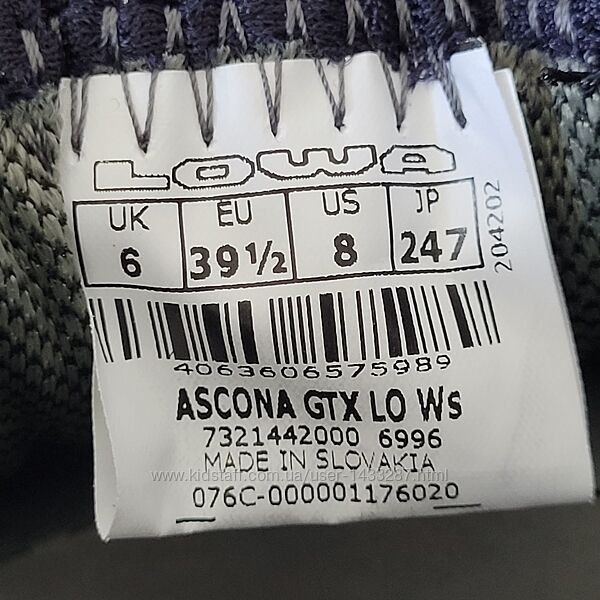 LOWA
UK EU US JP
6 39½ 8 247
204202
4063606575989
ASCONA GTX LO Ws
7321442000 6996
MADE IN SLOVAKIA
www.kidstaff.com.ua/user-1433287.html
076C-000001176020